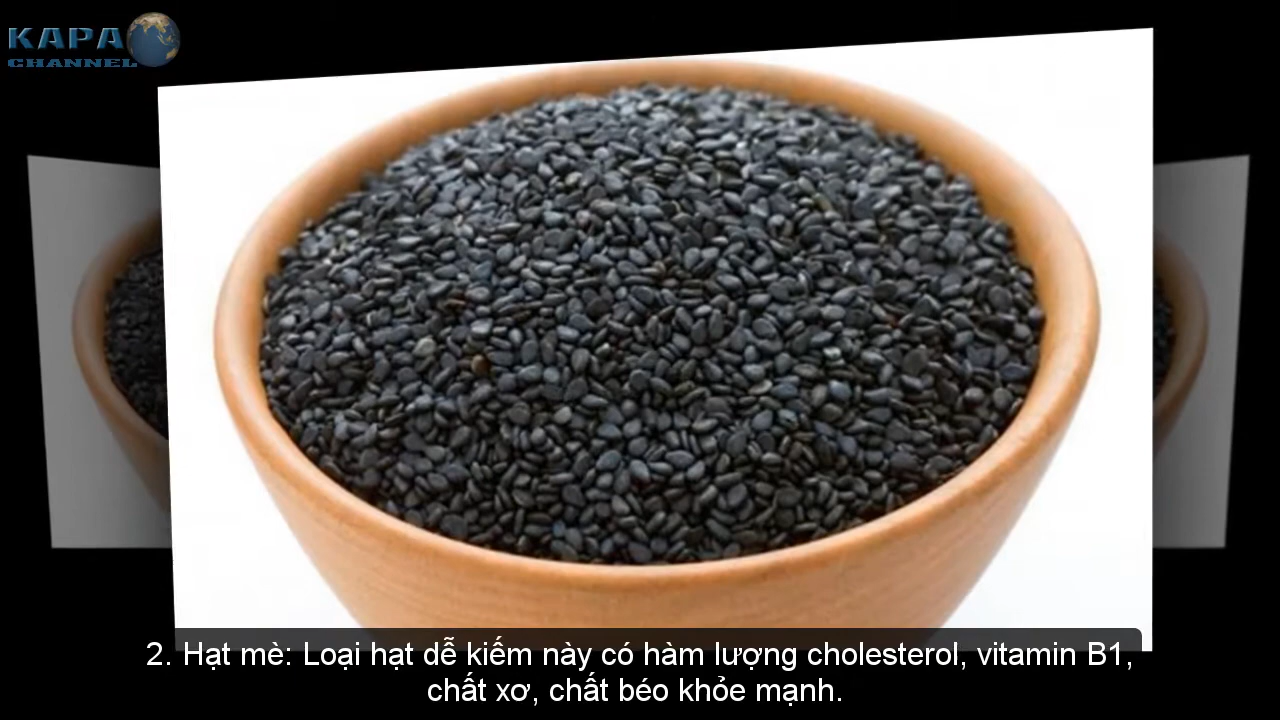 KAPA
CHANNEL
2. Hạt mè: Loại hạt dễ kiếm này có hàm lượng cholesterol, vitamin B1,
chất xơ, chất béo khỏe mạnh.